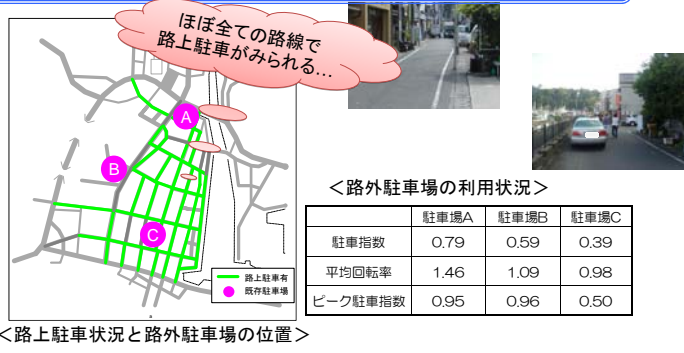 ほぼ全ての路線で
路上駐車がみられる…
A
B
C
路上駐車有
既存駐車場
<路上駐車状況と路外駐車場の位置>
<路外駐車場の利用状況>
駐車場A 駐車場B 駐車場C
駐車指数 0.79 0.59 0.39
平均回転率 1.46 1.09 0.98
ピーク駐車指数 0.95 0.96 0.50